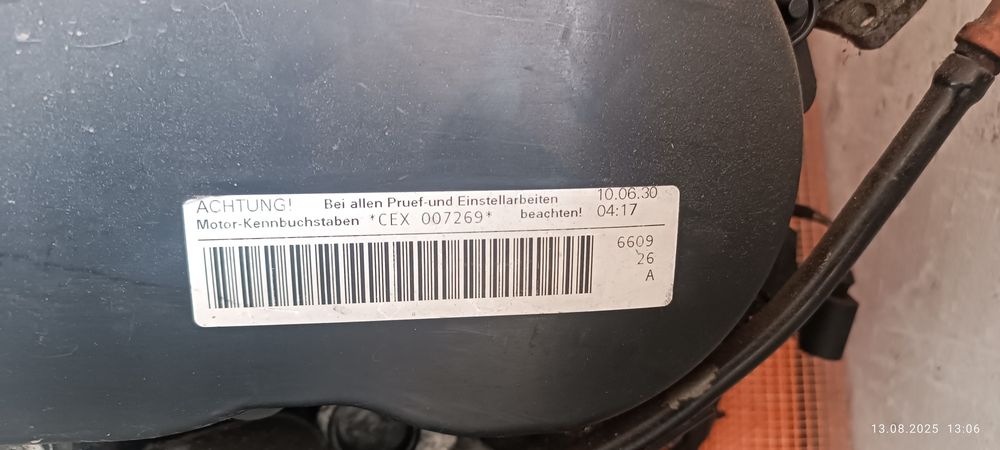 ACHTUNG! Bei allen Pruef-und Einstellarbeiten 10.06.30
Motor-Kennbuchstaben *CEX 007269* beachten! 04:17
6609
26
A
13.08.2025 13:06